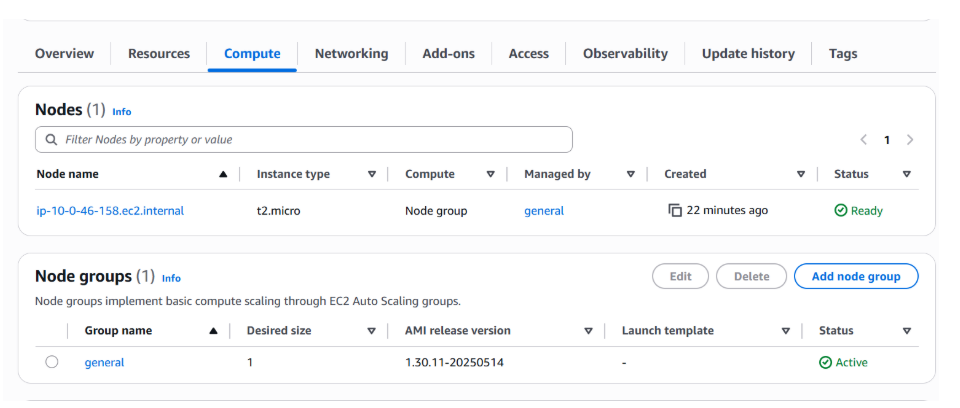 Overview Resources Compute Networking Add-ons Access Observability Update history Tags
Nodes (1) Info
Filter Nodes by property or value
1
Node name Instance type Compute Managed by Created Status
ip-10-0-46-158.ec2.internal t2.micro Node group general 22 minutes ago Ready
Node groups (1) Info Edit Delete Add node group
Node groups implement basic compute scaling through EC2 Auto Scaling groups.
Group name Desired size AMI release version Launch template Status
general 1 1.30.11-20250514 - Active